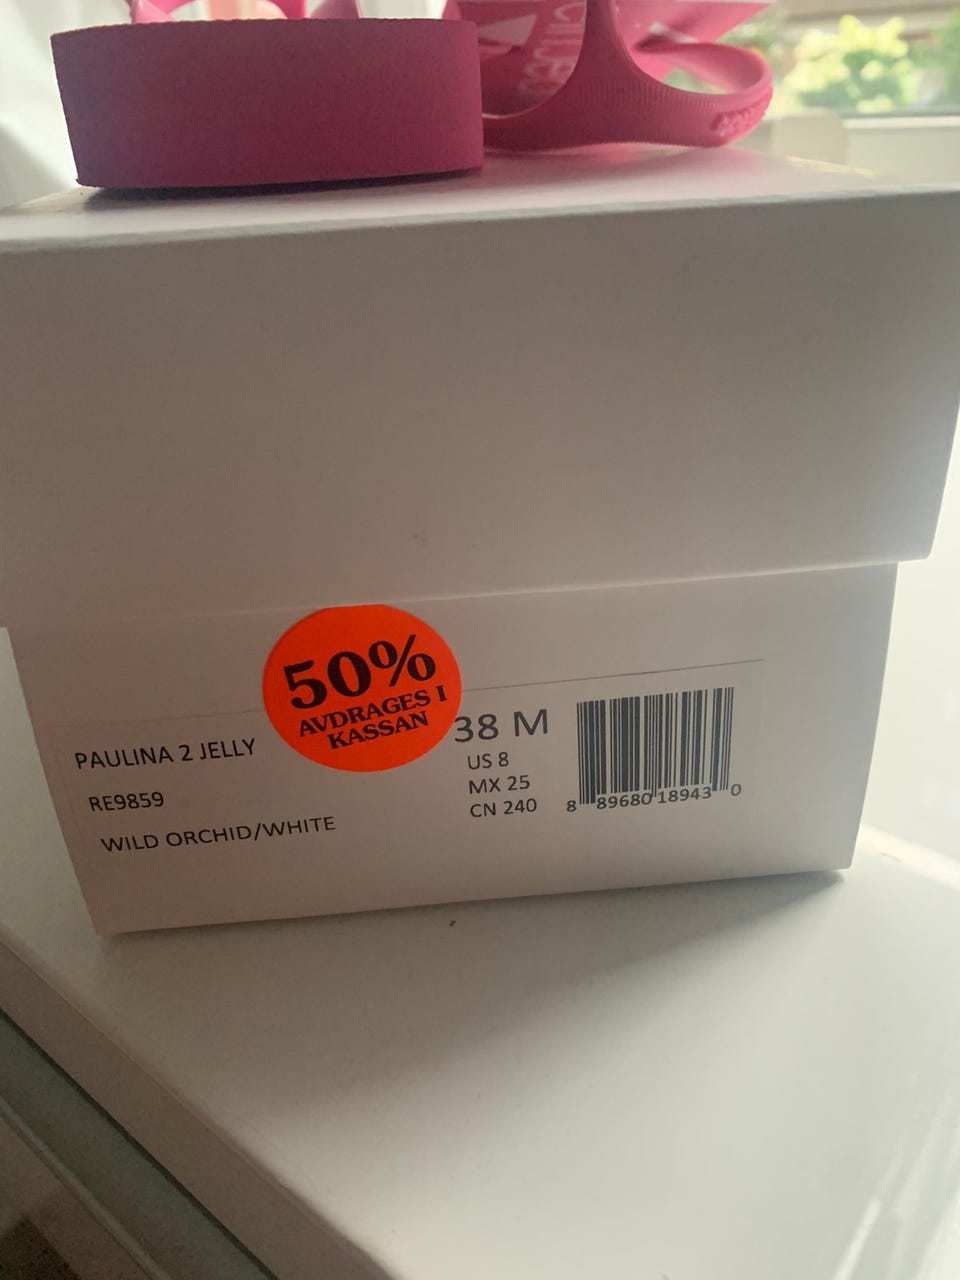 50%
AVDRAGES I
KASSAN
PAULINA 2 JELLY
RE9859
WILD ORCHID/WHITE
38 M
US 8
MX 25
CN 240
8 89680 18943 0